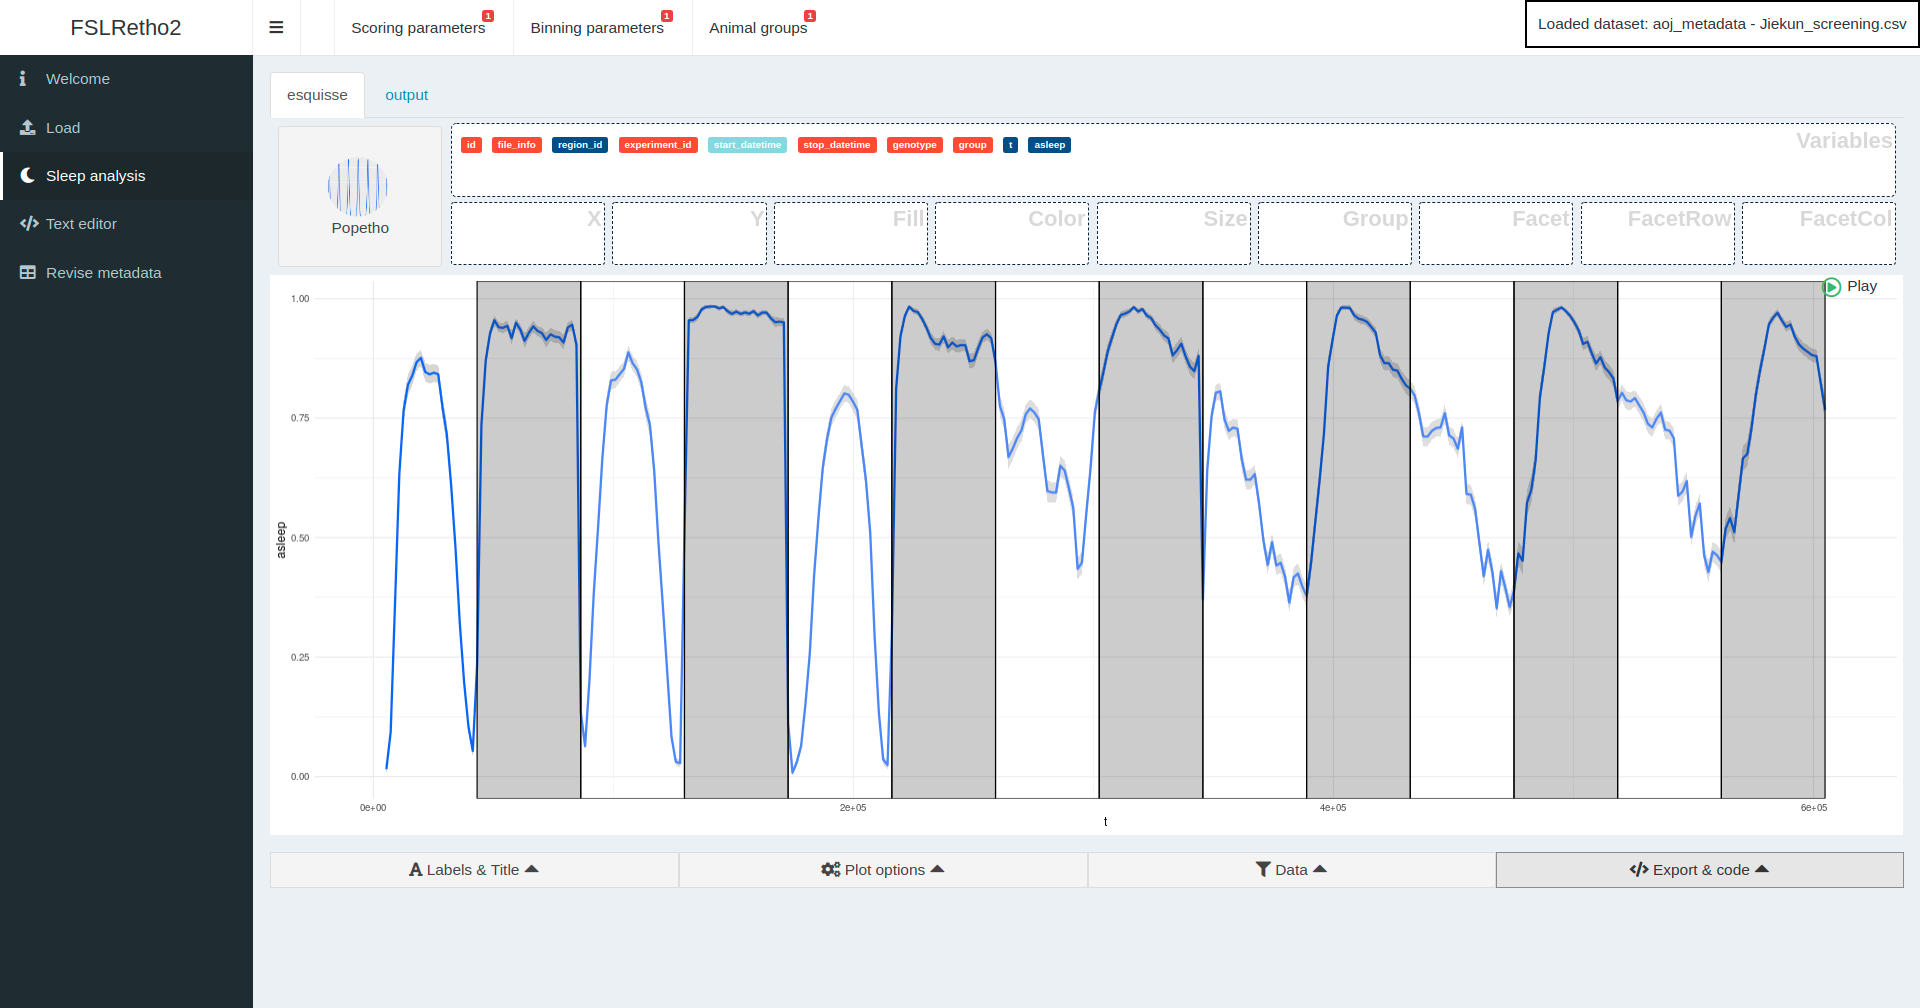 FSLRetho2
Scoring parameters 1
Binning parameters 1
Animal groups 1
Loaded dataset: aoj_metadata - Jiekun_screening.csv
Welcome
Load
Sleep analysis
Text editor
Revise metadata
esquisse
output
Popetho
id file_info region_id experiment_id start_datetime stop_datetime genotype group t asleep
Variables
X Y Fill Color Size Group Facet FacetRow FacetCol
Play
1.00
0.75
0.50
0.25
0.00
asleep
0e+00 2e+05 4e+05 6e+05
t
Labels & Title
Plot options
Data
Export & code